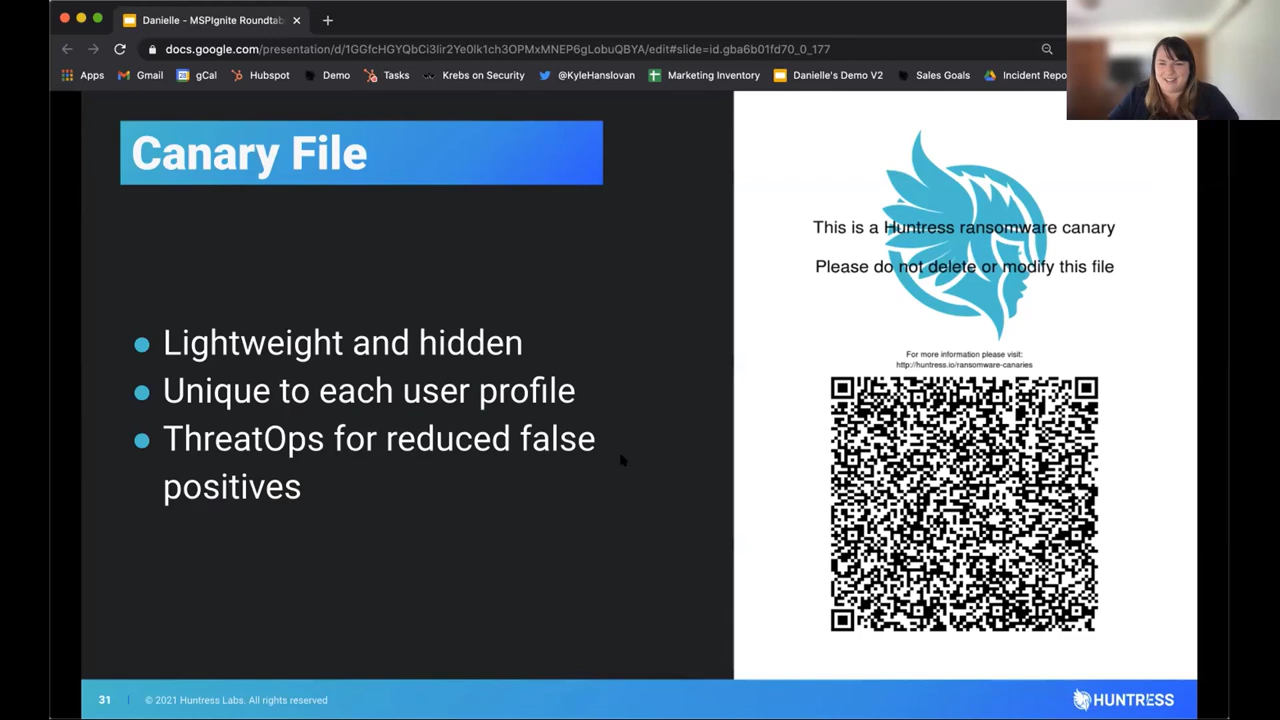 Danielle - MSPIgnite Roundtab
docs.google.com/presentation/d/1GGfcHGYQbCi3lir2Ye0lk1ch3OPMxMNEP6gLobuQBYA/edit#slide=id.gba6b01fd70_0_177
Apps
Gmail
gCal
Hubspot
Demo
Tasks
Krebs on Security
@KyleHanslovan
Marketing Inventory
Danielle's Demo V2
Sales Goals
Incident Repo
Canary File
Lightweight and hidden
Unique to each user profile
ThreatOps for reduced false
positives
This is a Huntress ransomware canary
Please do not delete or modify this file
For more information please visit:
http://huntress.io/ransomware-canaries
31
© 2021 Huntress Labs. All rights reserved
HUNTRESS